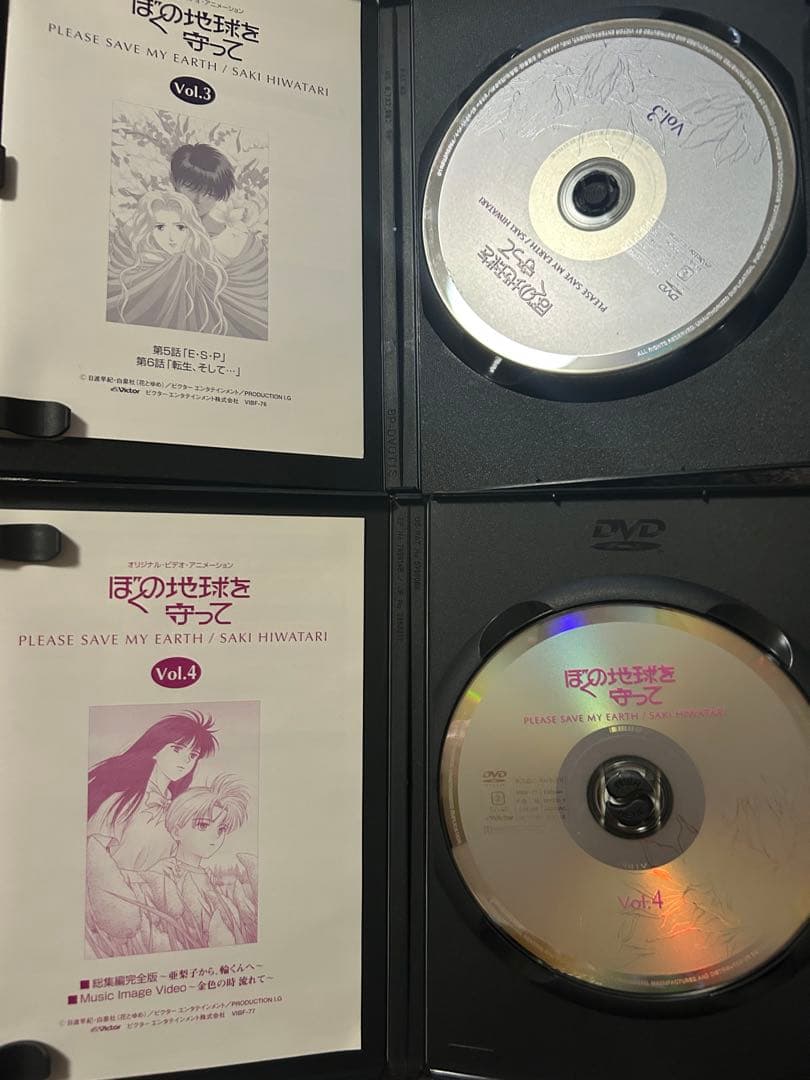 ・ビデオ・アニメーション
ぼくの地球を
守って
PLEASE SAVE MY EARTH / SAKI HIWATARI
Vol.3
第5話「E・S・P」
第6話「転生、そして…」
© 日渡早紀・白泉社（花とゆめ）／ビクター エンタテインメント／PRODUCTION I.G
Victor ビクター エンタテインメント株式会社 VIBF-76
Vol.3
ぼくの地球を
守って
PLEASE SAVE MY EARTH / SAKI HIWATARI
DVD
オリジナル・ビデオ・アニメーション
ぼくの地球を
守って
PLEASE SAVE MY EARTH / SAKI HIWATARI
Vol.4
■ 総集編完全版 〜亜梨子から、輪くんへ〜
■ Music Image Video 〜金色の時 流れて〜
© 日渡早紀・白泉社（花とゆめ）／ビクター エンタテインメント／PRODUCTION I.G
Victor ビクター エンタテインメント株式会社 VIBF-77
DVD
ぼくの地球を
守って
PLEASE SAVE MY EARTH / SAKI HIWATARI
DVD
Victor
Vol.4